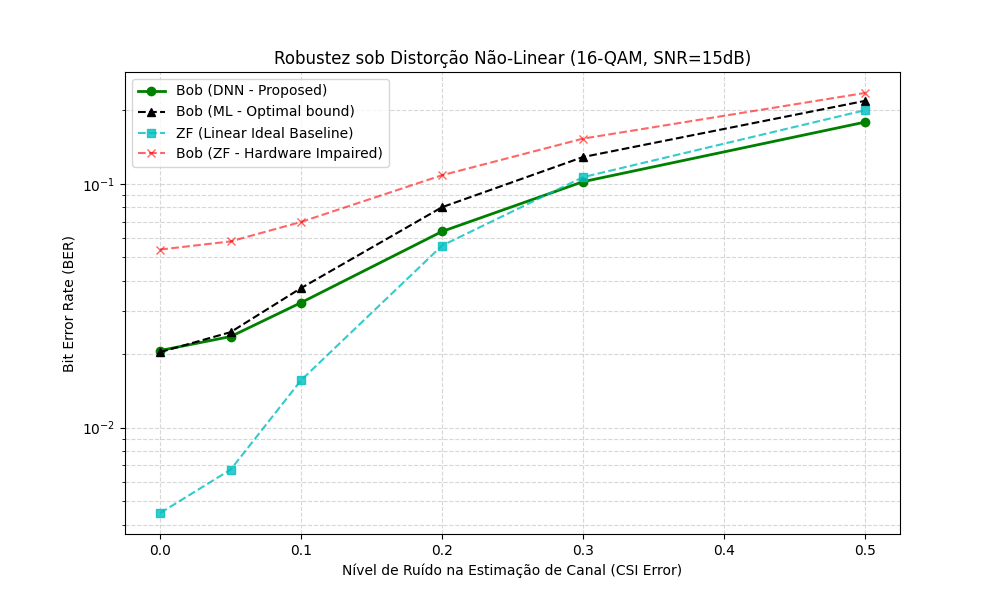 Robustez sob Distorção Não-Linear (16-QAM, SNR=15dB)
Bob (DNN - Proposed)
Bob (ML - Optimal bound)
ZF (Linear Ideal Baseline)
Bob (ZF - Hardware Impaired)
Bit Error Rate (BER)
10⁻¹
10⁻²
0.0 0.1 0.2 0.3 0.4 0.5
Nível de Ruído na Estimação de Canal (CSI Error)